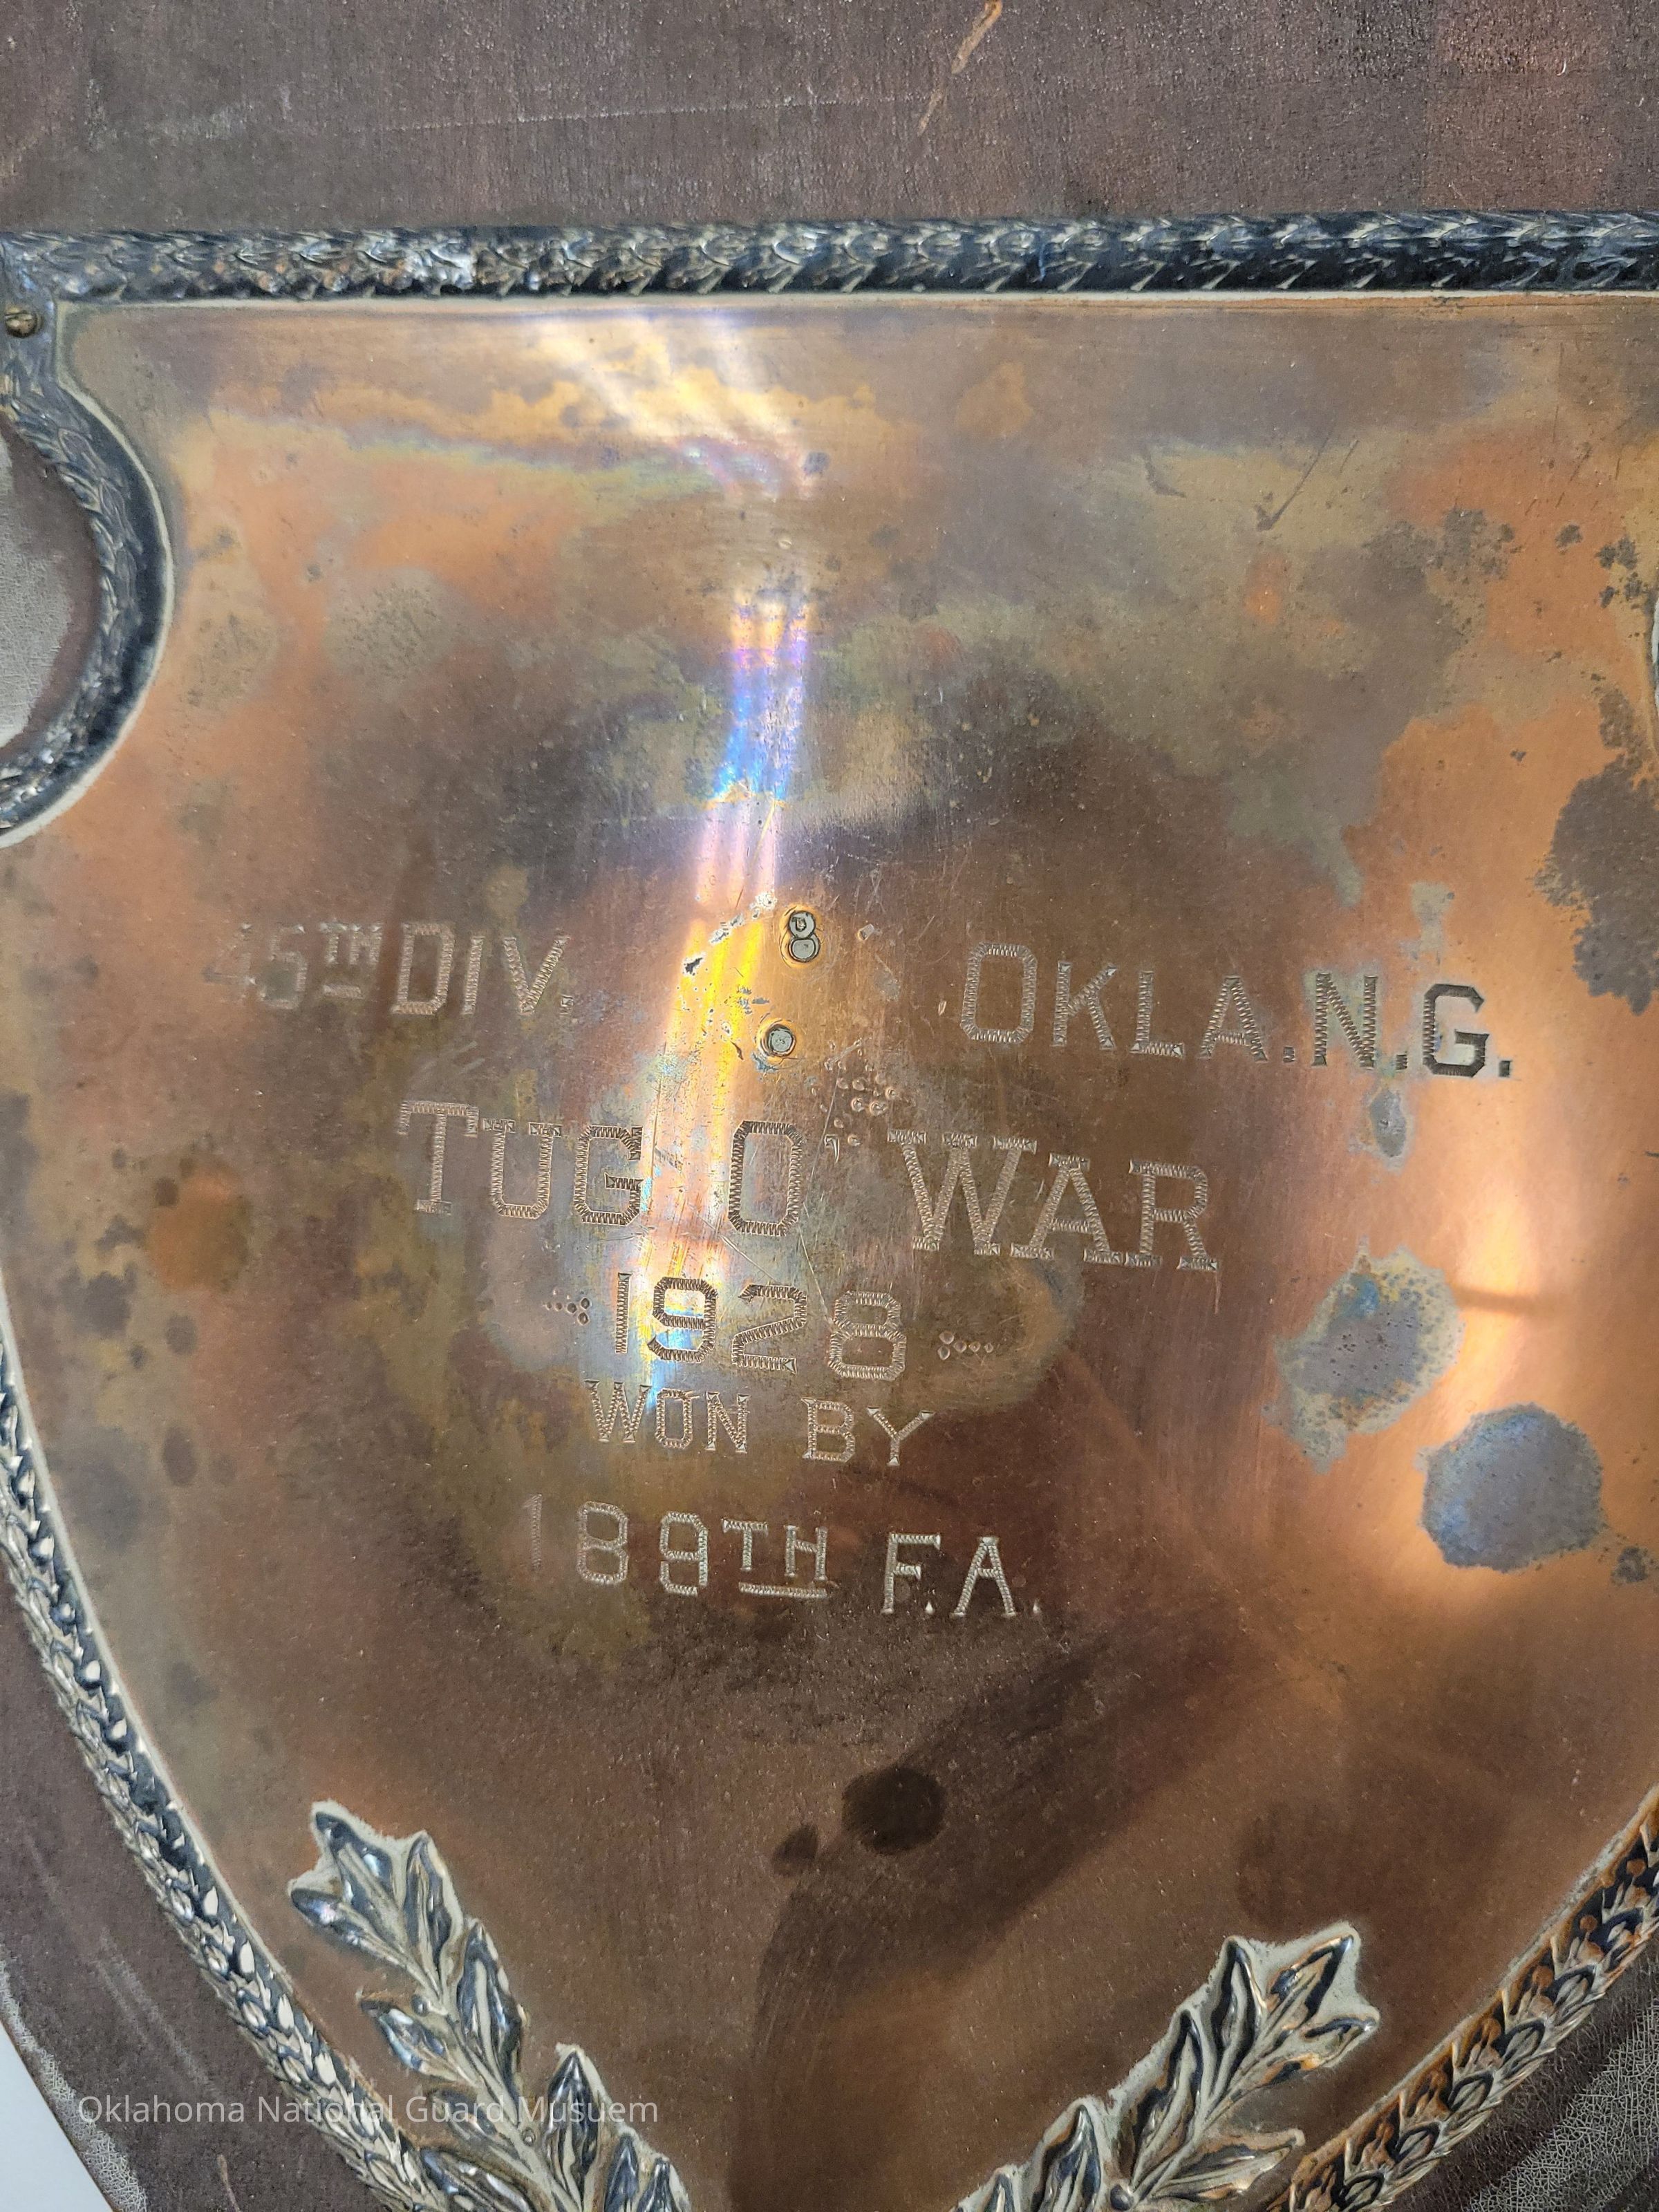 45TH DIV. OKLA.N.G.
TUG O WAR
1928
WON BY
189TH F.A.
Oklahoma National Guard Musuem